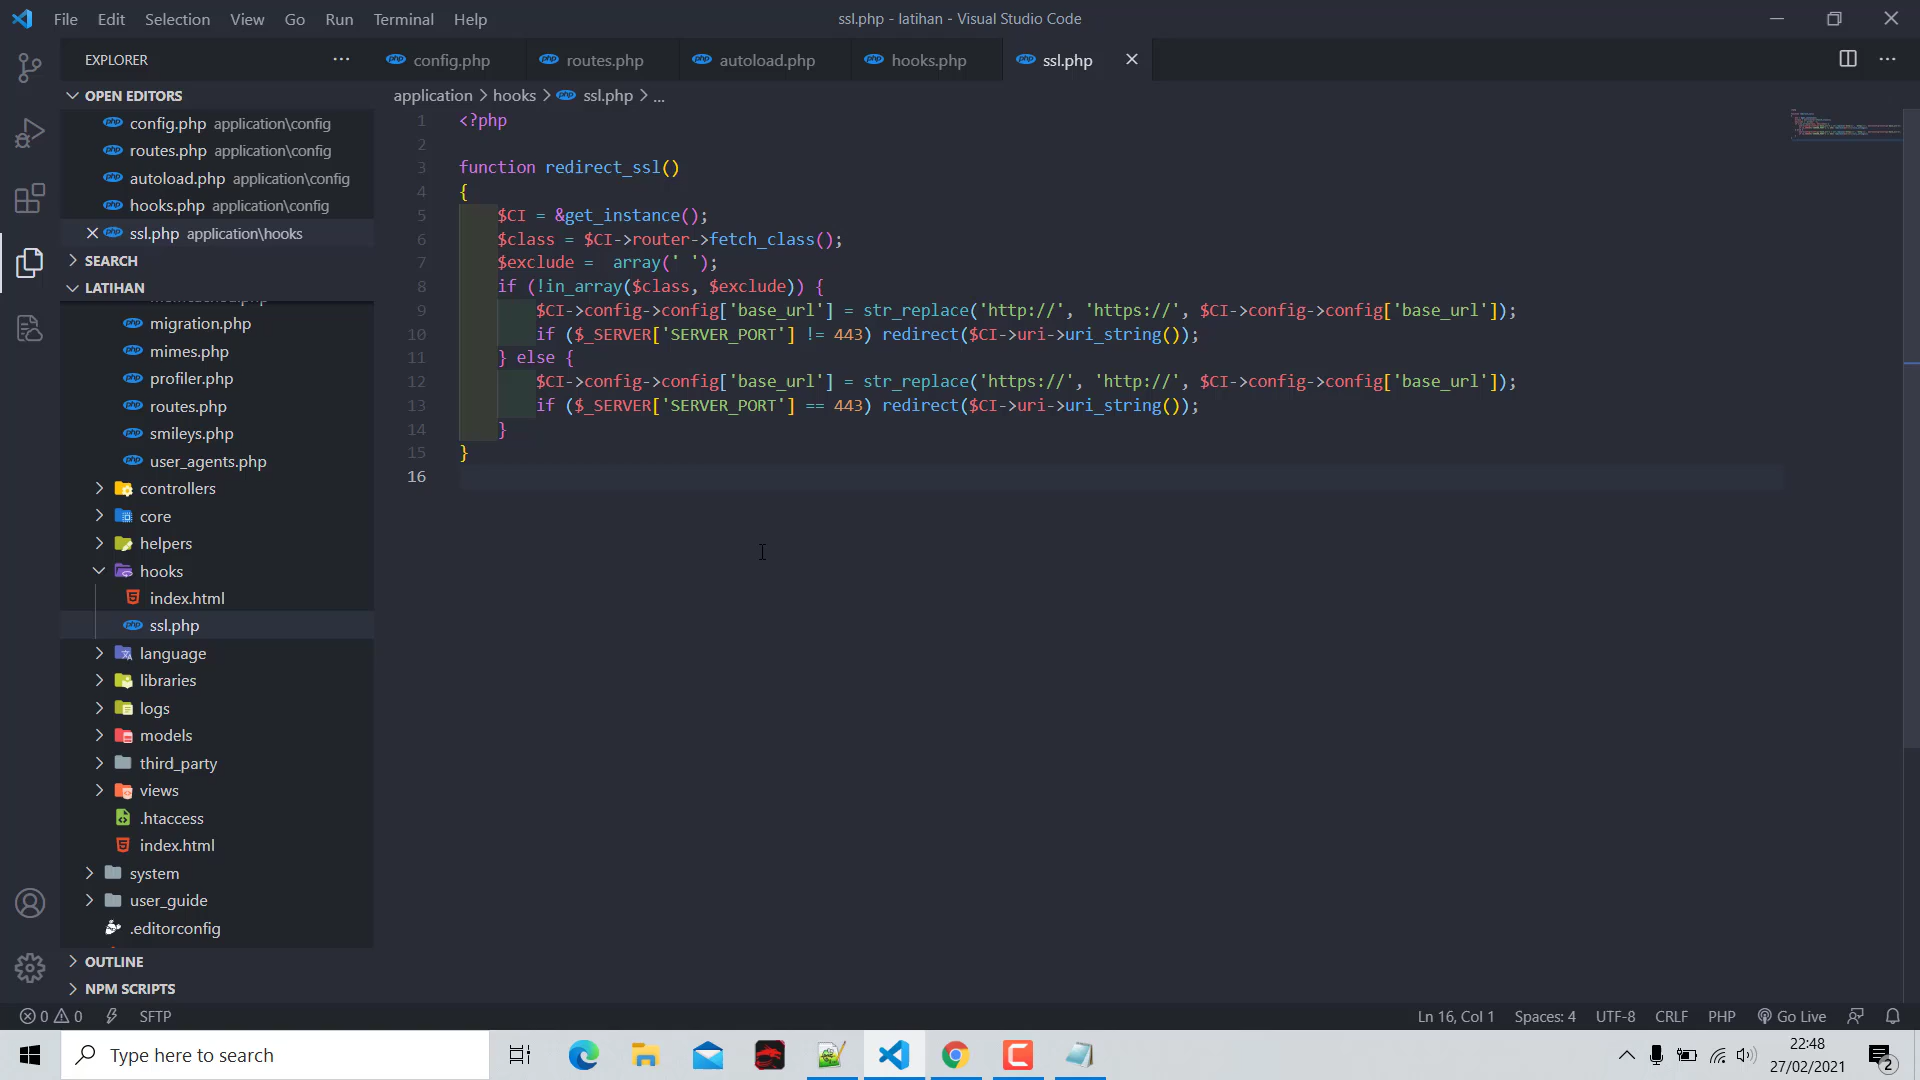 File Edit Selection View Go Run Terminal Help
ssl.php - latihan - Visual Studio Code
EXPLORER
config.php routes.php autoload.php hooks.php ssl.php
OPEN EDITORS
config.php application\config
routes.php application\config
autoload.php application\config
hooks.php application\config
ssl.php application\hooks
SEARCH
LATIHAN
migration.php
mimes.php
profiler.php
routes.php
smileys.php
user_agents.php
controllers
core
helpers
hooks
index.html
ssl.php
language
libraries
logs
models
third_party
views
.htaccess
index.html
system
user_guide
.editorconfig
OUTLINE
NPM SCRIPTS
application > hooks > ssl.php > ...
1 <?php
2
3 function redirect_ssl()
4 {
5 $CI = &get_instance();
6 $class = $CI->router->fetch_class();
7 $exclude =  array(' ');
8 if (!in_array($class, $exclude)) {
9 $CI->config->config['base_url'] = str_replace('http://', 'https://', $CI->config->config['base_url']);
10 if ($_SERVER['SERVER_PORT'] != 443) redirect($CI->uri->uri_string());
11 } else {
12 $CI->config->config['base_url'] = str_replace('https://', 'http://', $CI->config->config['base_url']);
13 if ($_SERVER['SERVER_PORT'] == 443) redirect($CI->uri->uri_string());
14 }
15 }
16
0 0 SFTP
Ln 16, Col 1 Spaces: 4 UTF-8 CRLF PHP Go Live
Type here to search
22:48
27/02/2021
2